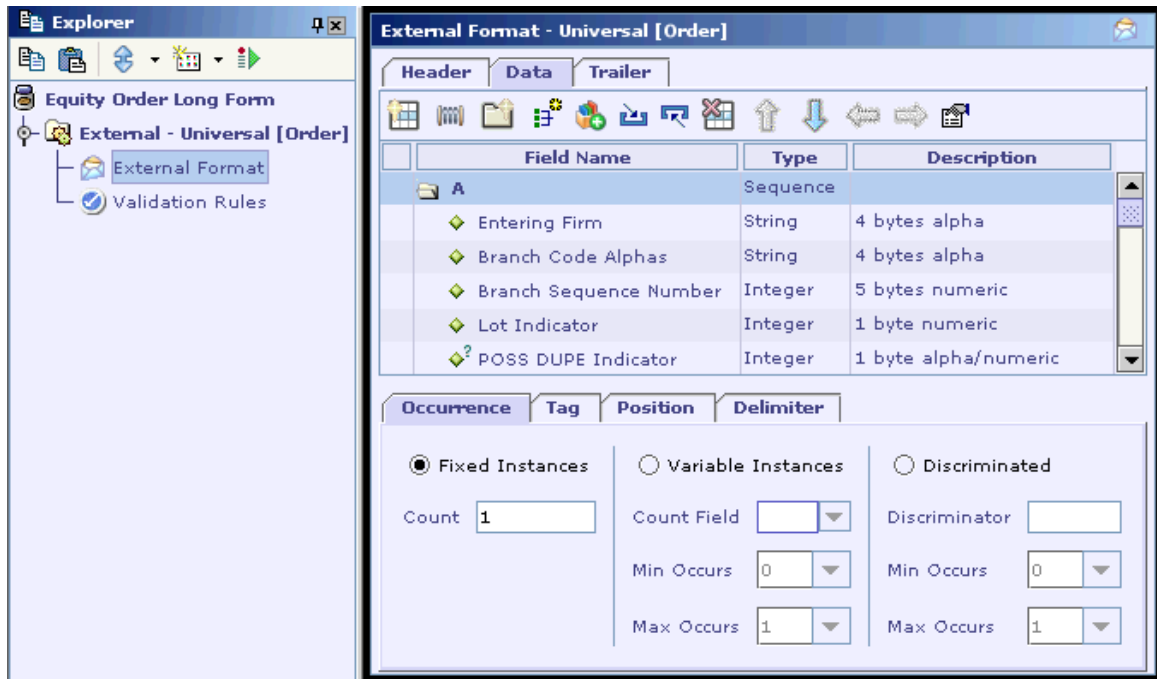 Explorer
Equity Order Long Form
External - Universal [Order]
External Format
Validation Rules
External Format - Universal [Order]
Header Data Trailer
Field Name Type Description
A Sequence
Entering Firm String 4 bytes alpha
Branch Code Alphas String 4 bytes alpha
Branch Sequence Number Integer 5 bytes numeric
Lot Indicator Integer 1 byte numeric
? POSS DUPE Indicator Integer 1 byte alpha/numeric
Occurrence Tag Position Delimiter
Fixed Instances Variable Instances Discriminated
Count 1 Count Field Discriminator
Min Occurs 0 Min Occurs 0
Max Occurs 1 Max Occurs 1